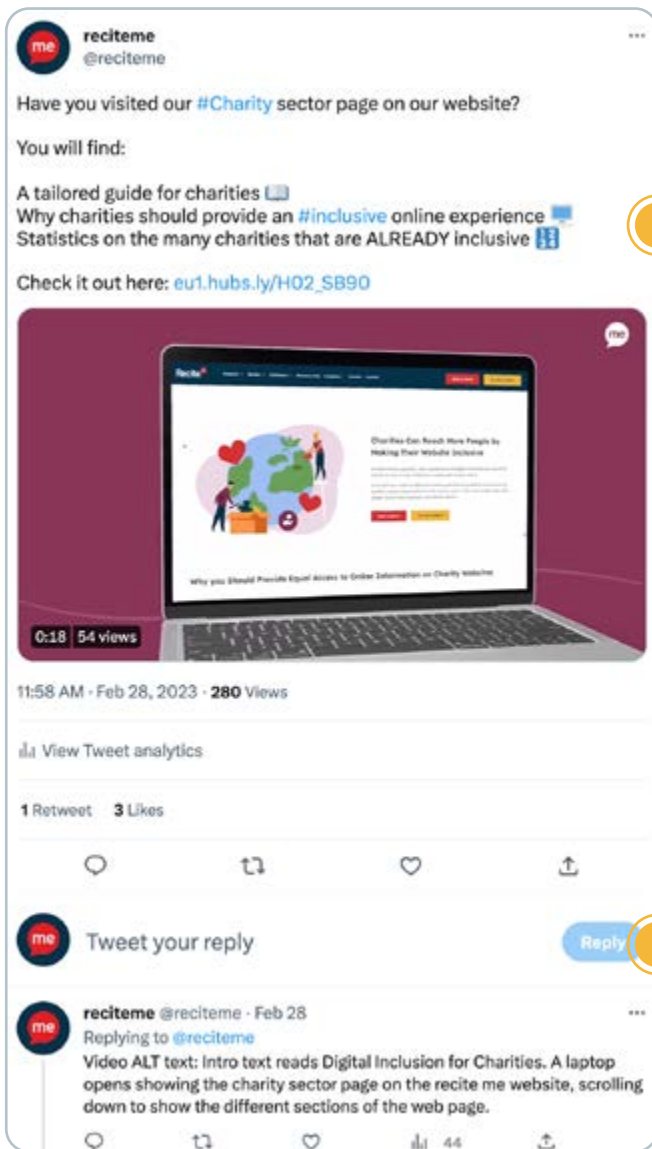 me
reciteme
@reciteme
Have you visited our #Charity sector page on our website?
You will find:
A tailored guide for charities 📖
Why charities should provide an #inclusive online experience 🖥️
Statistics on the many charities that are ALREADY inclusive 🔢
Check it out here: eu1.hubs.ly/H02_SB90
me
Recite
Charities Can Reach More People by
Making Their Website Inclusive
Why you Should Provide Equal Access to Online Information on Charity Websites
0:18 54 views
11:58 AM · Feb 28, 2023 · 280 Views
View Tweet analytics
1 Retweet 3 Likes
me
Tweet your reply
Reply
me
reciteme @reciteme · Feb 28
Replying to @reciteme
Video ALT text: Intro text reads Digital Inclusion for Charities. A laptop
opens showing the charity sector page on the recite me website, scrolling
down to show the different sections of the web page.
44